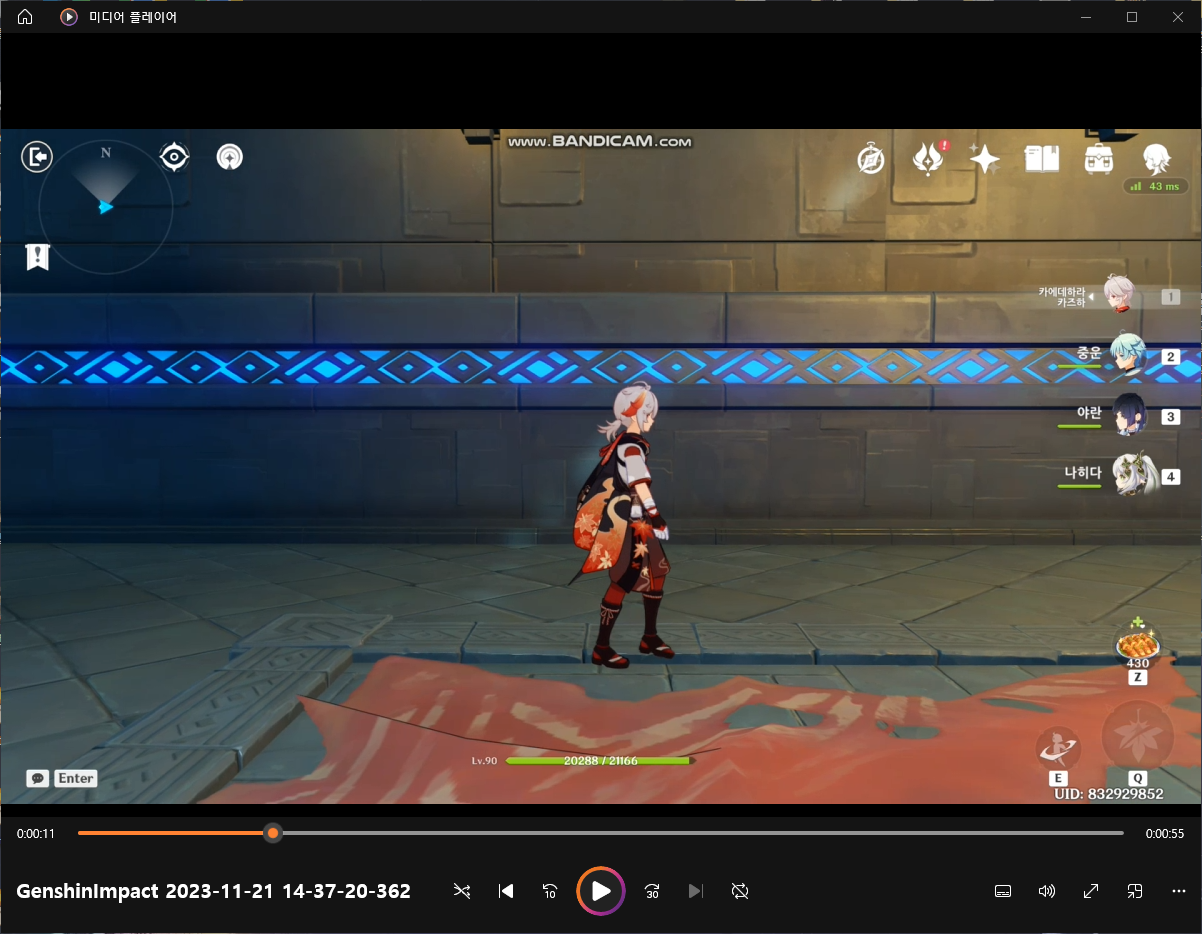 미디어 플레이어
www.BANDICAM.com
N
43 ms
카에데하라
카즈하
1
중운
2
야란
3
나히다
4
430
Z
Lv.90
20288 / 21166
Enter
E
Q
UID: 832929852
0:00:11
0:00:55
GenshinImpact 2023-11-21 14-37-20-362
10
30